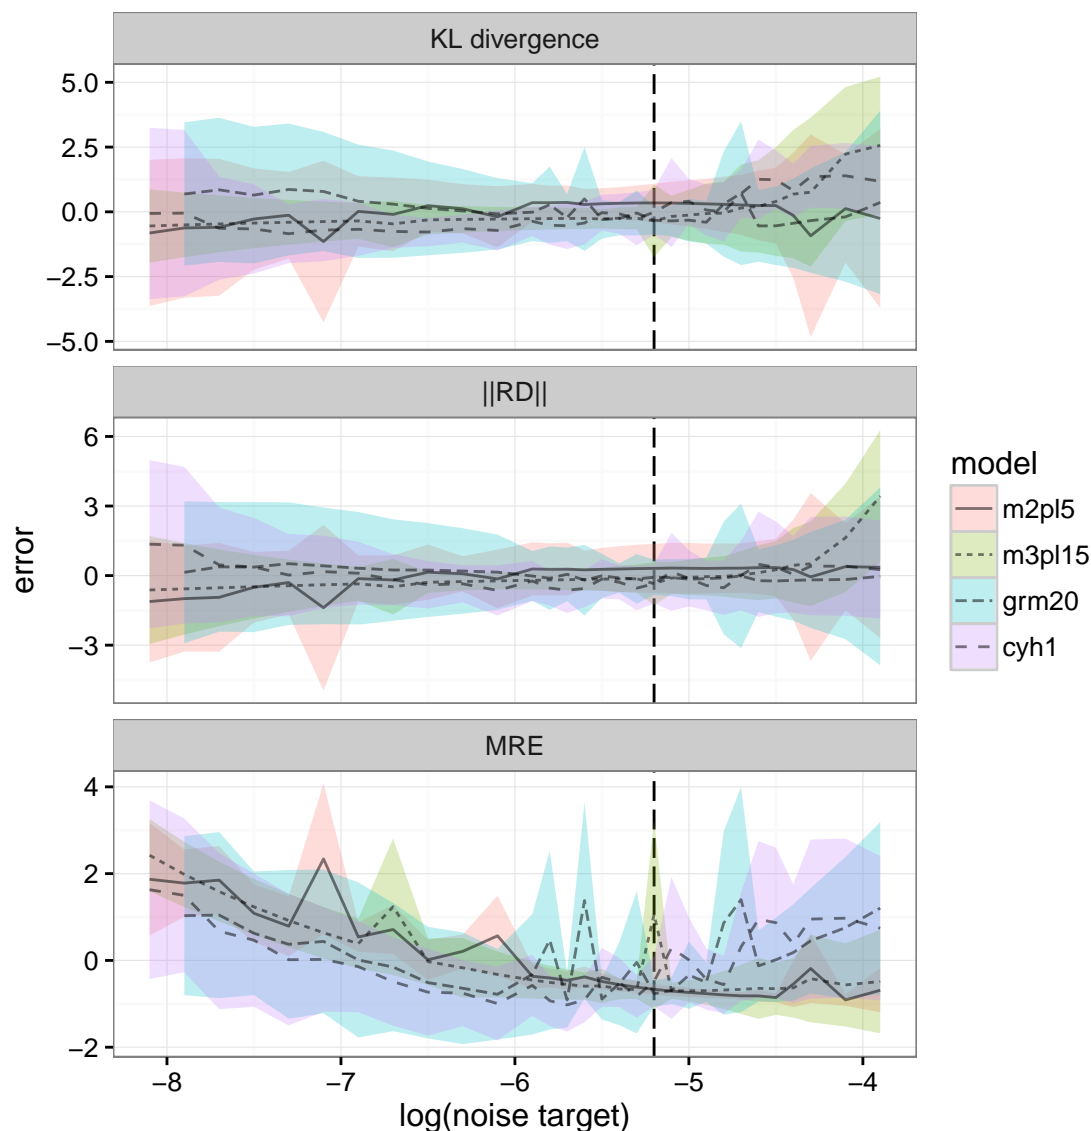 KL divergence
5.0
2.5
0.0
−2.5
−5.0
||RD||
6
3
0
−3
MRE
4
2
0
−2
−8
−7
−6
−5
−4
log(noise target)
error
model
m2pl5
m3pl15
grm20
cyh1